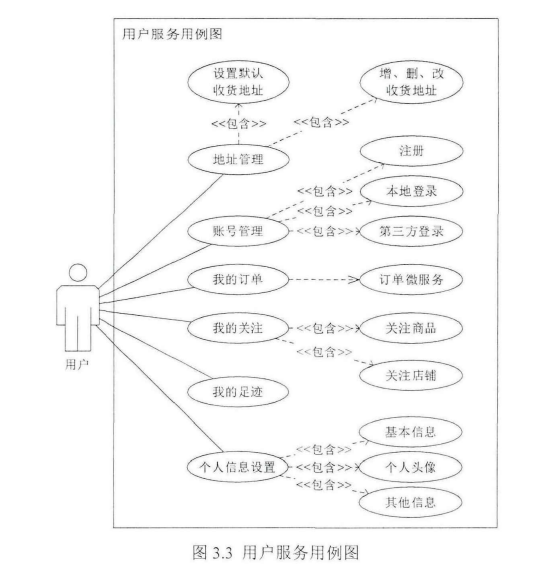 用户服务用例图
设置默认
收货地址
增、删、改
收货地址
<<包含>>
<<包含>>
地址管理
注册
<<包含>>
本地登录
<<包含>>
账号管理
<<包含>>
第三方登录
我的订单
订单微服务
我的关注
<<包含>>
关注商品
<<包含>>
关注店铺
用户
我的足迹
基本信息
<<包含>>
个人信息设置
<<包含>>
个人头像
<<包含>>
其他信息
图 3.3 用户服务用例图